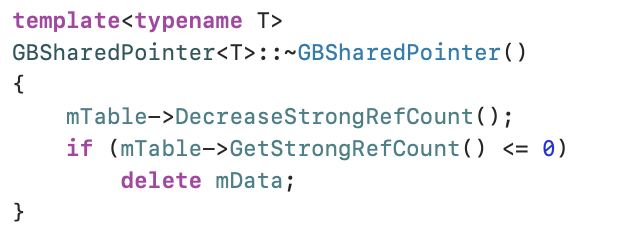 template<typename T>
GBSharedPointer<T>::~GBSharedPointer()
{
    mTable->DecreaseStrongRefCount();
    if (mTable->GetStrongRefCount() <= 0)
        delete mData;
}